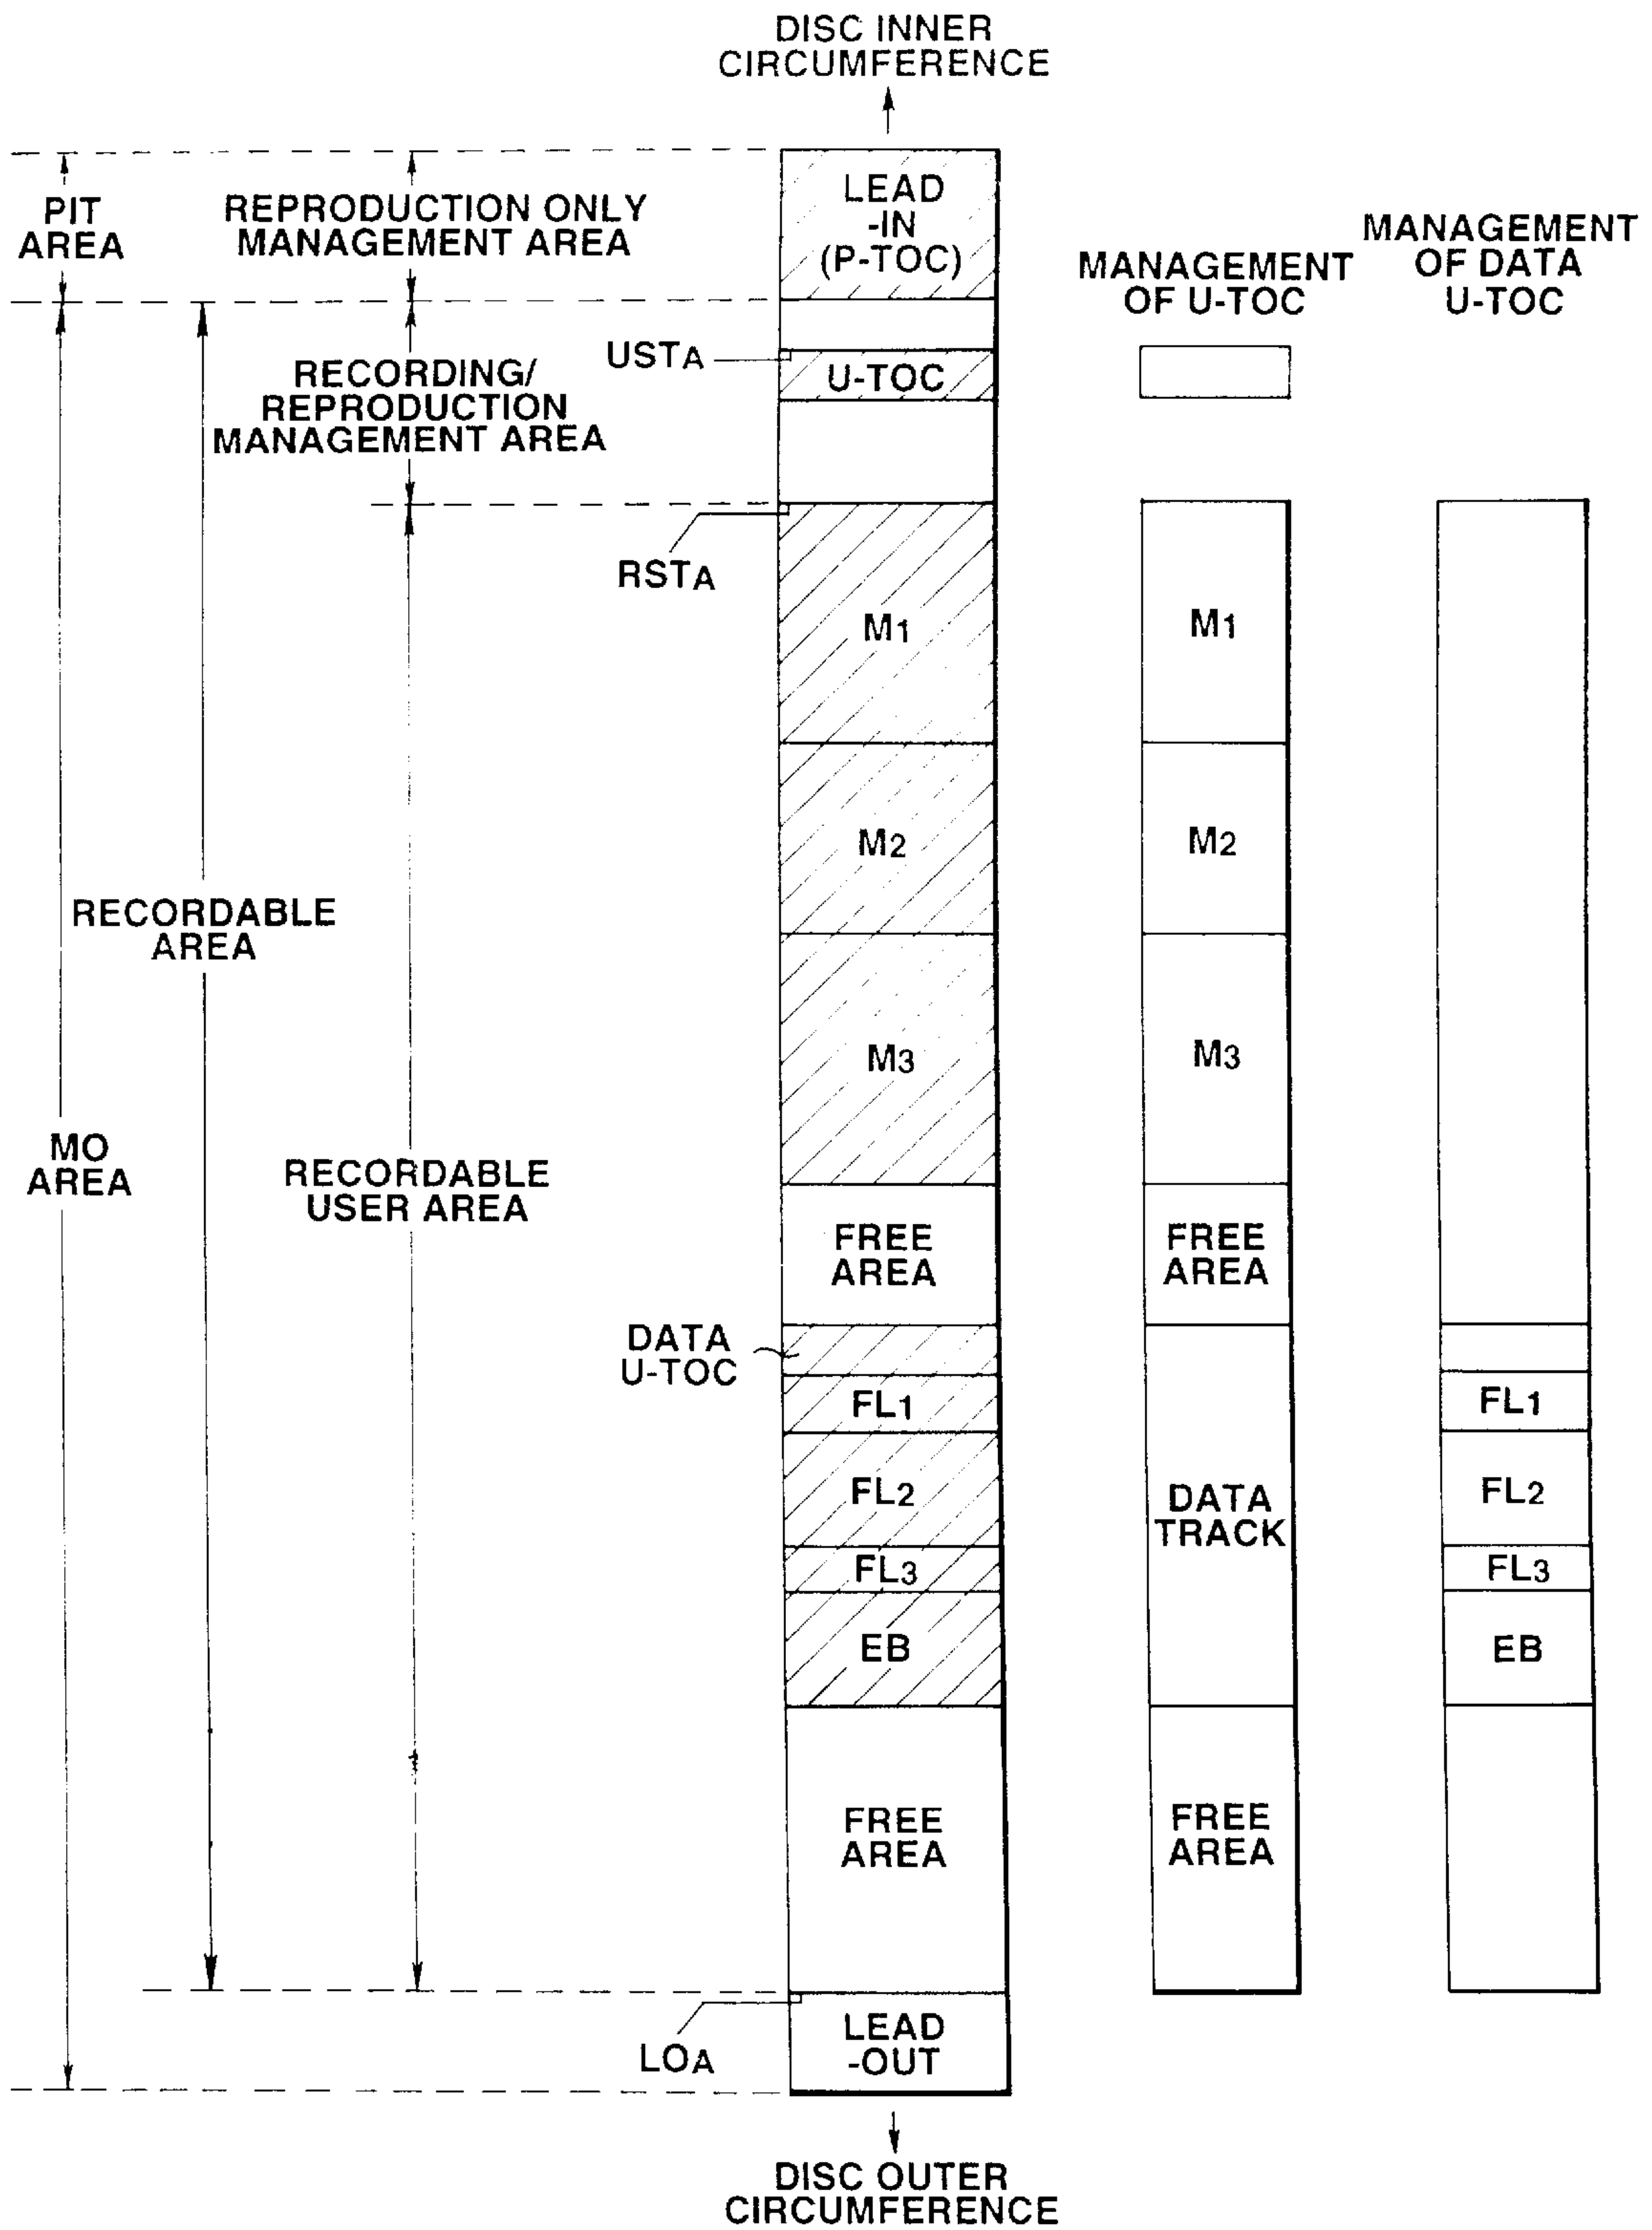 DISC INNER
CIRCUMFERENCE
PIT
AREA
REPRODUCTION ONLY
MANAGEMENT AREA
LEAD
-IN
(P-TOC)
MANAGEMENT
OF U-TOC
MANAGEMENT
OF DATA
U-TOC
USTA
U-TOC
RECORDING/
REPRODUCTION
MANAGEMENT AREA
RSTA
M1
M1
M2
M2
RECORDABLE
AREA
M3
M3
MO
AREA
RECORDABLE
USER AREA
FREE
AREA
FREE
AREA
DATA
U-TOC
FL1
FL1
FL2
FL2
DATA
TRACK
FL3
FL3
EB
EB
FREE
AREA
FREE
AREA
LOA
LEAD
-OUT
DISC OUTER
CIRCUMFERENCE